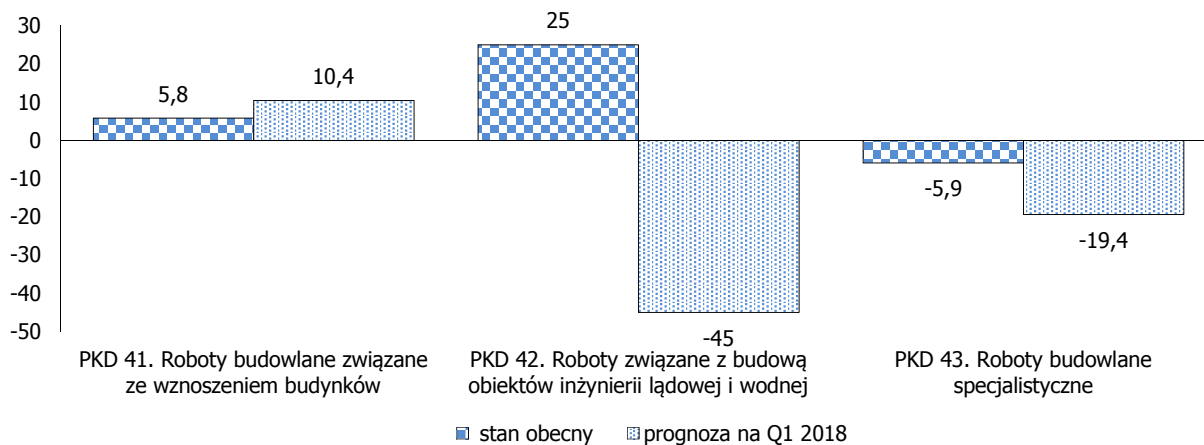 30
20
10
0
-10
-20
-30
-40
-50
5,8
10,4
25
-45
-5,9
-19,4
PKD 41. Roboty budowlane związane
ze wznoszeniem budynków
PKD 42. Roboty związane z budową
obiektów inżynierii lądowej i wodnej
PKD 43. Roboty budowlane
specjalistyczne
stan obecny
prognoza na Q1 2018